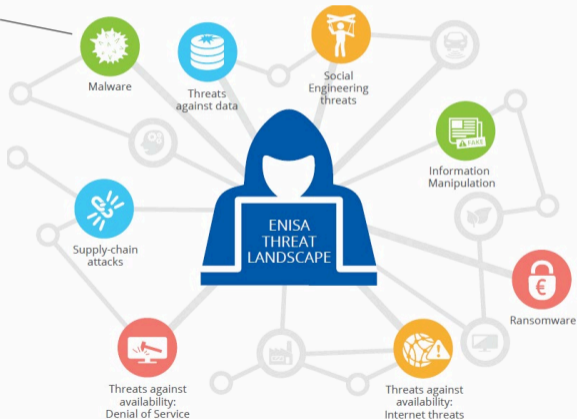 Malware
Threats
against data
Social
Engineering
threats
FAKE
Information
Manipulation
ENISA
THREAT
LANDSCAPE
Supply-chain
attacks
€
Ransomware
Threats against
availability:
Denial of Service
Threats against
availability:
Internet threats